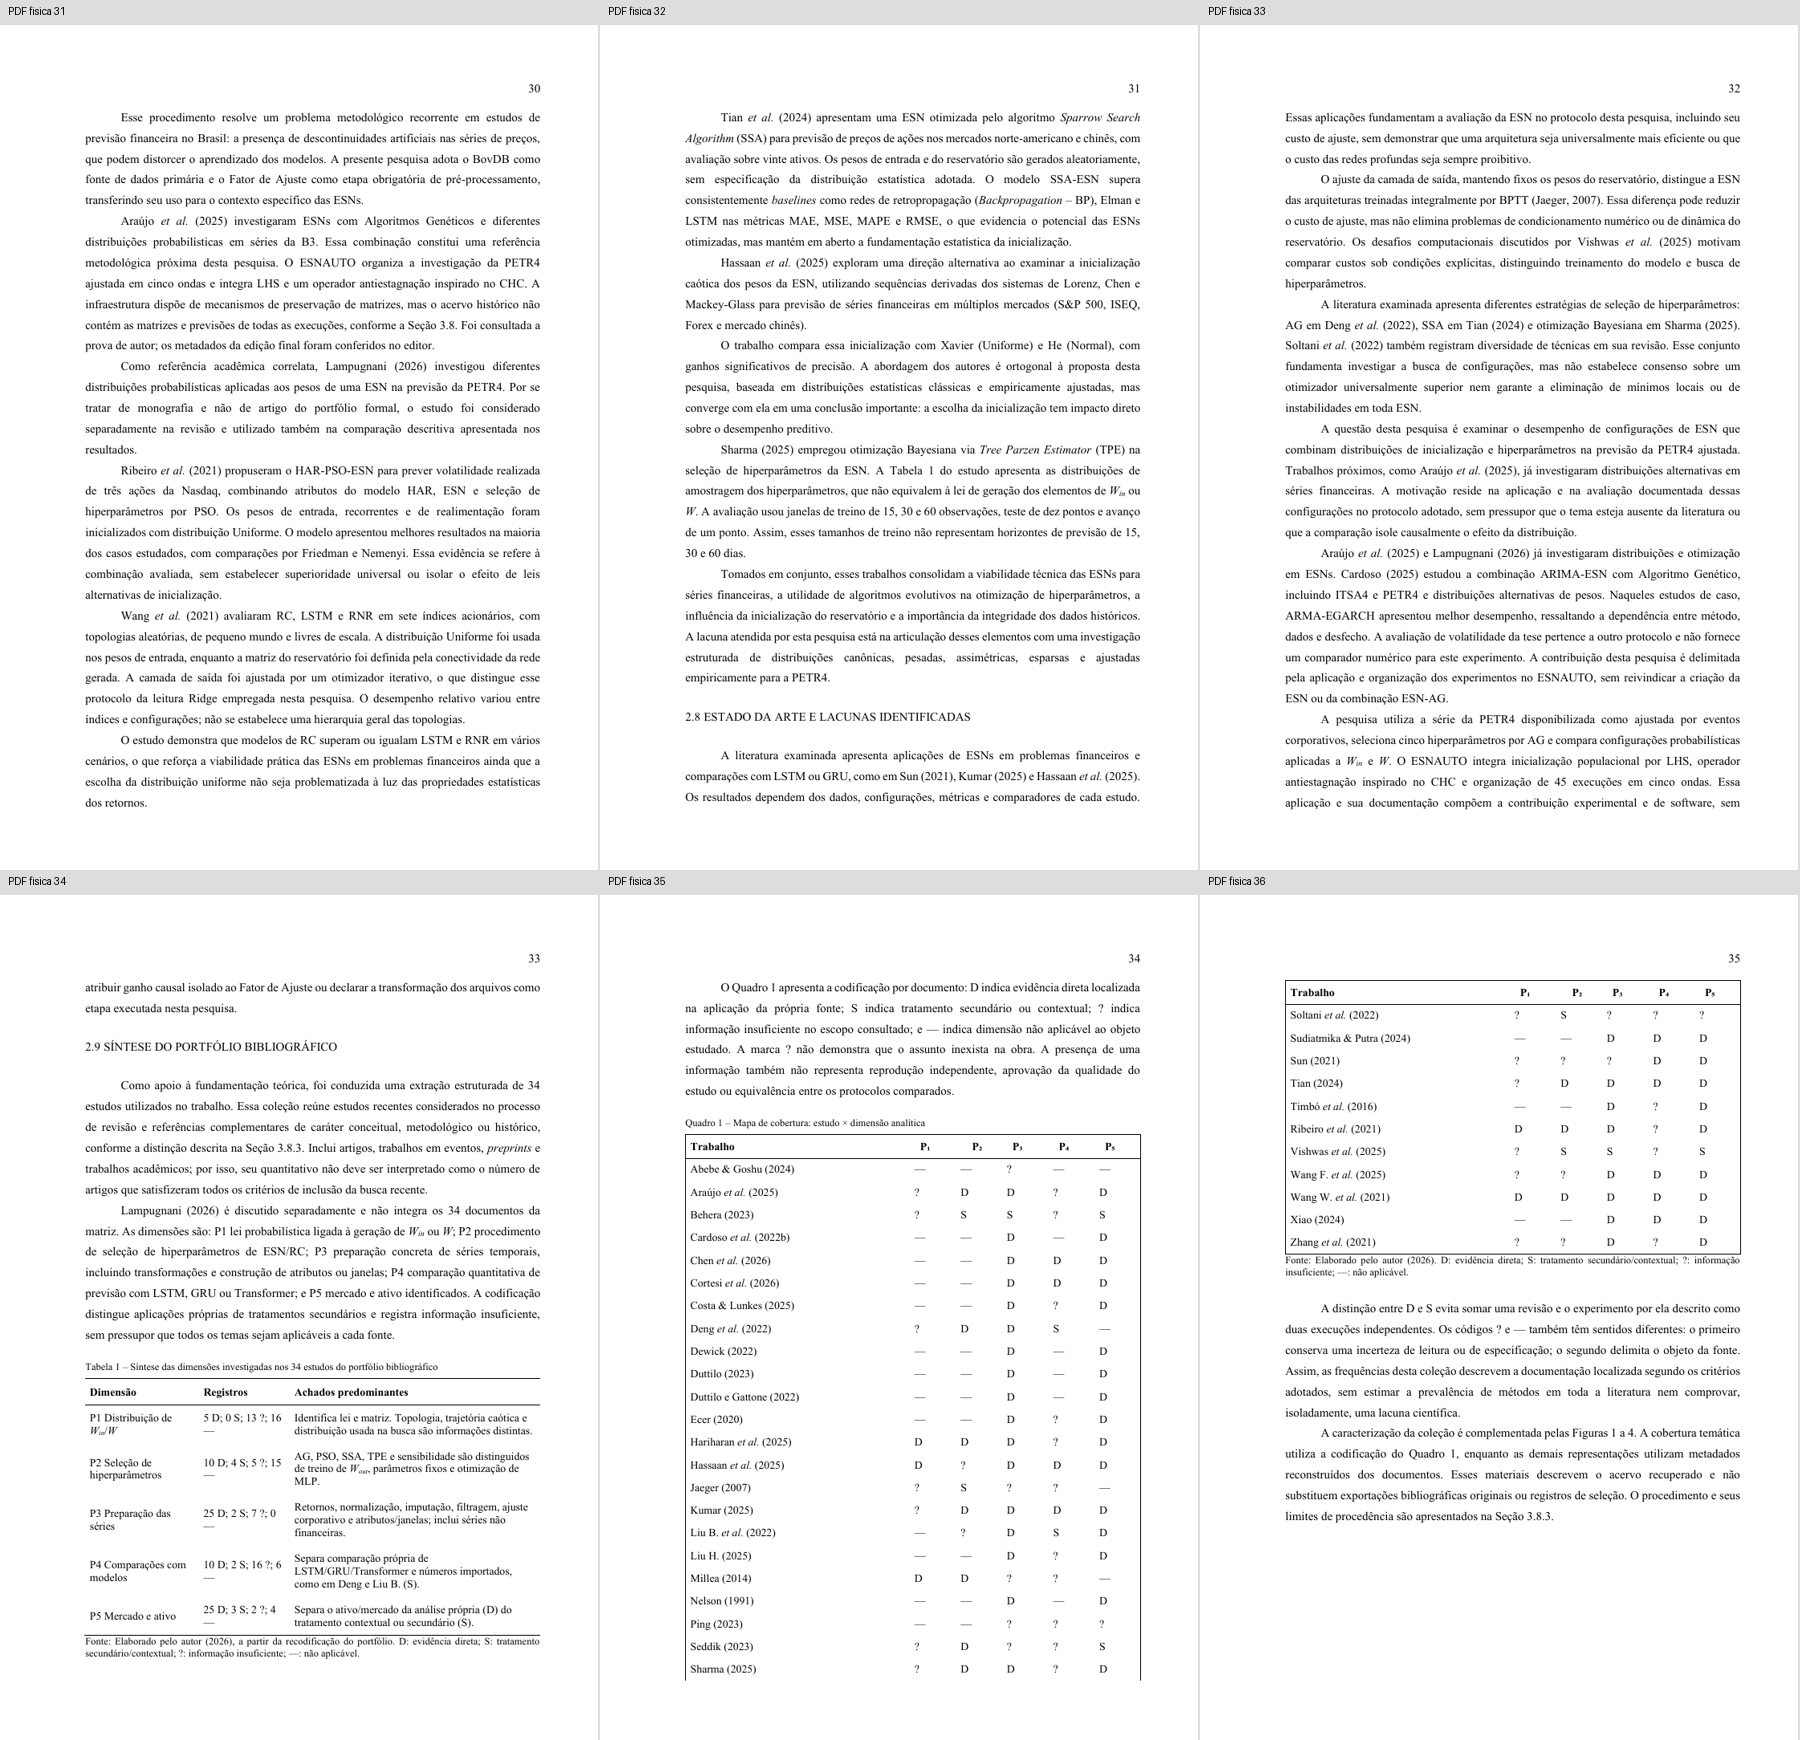 PDF fisica 31
30
Esse procedimento resolve um problema metodológico recorrente em estudos de
previsão financeira no Brasil: a presença de descontinuidades artificiais nas séries de preços,
que podem distorcer o aprendizado dos modelos. A presente pesquisa adota o BovDB como
fonte de dados primária e o Fator de Ajuste como etapa obrigatória de pré-processamento,
transferindo seu uso para o contexto específico das ESNs.
Araújo et al. (2025) investigaram ESNs com Algoritmos Genéticos e diferentes
distribuições probabilísticas em séries da B3. Essa combinação constitui uma referência
metodológica próxima desta pesquisa. O ESNAUTO organiza a investigação da PETR4
ajustada em cinco ondas e integra LHS e um operador antiestagnação inspirado no CHC. A
infraestrutura dispõe de mecanismos de preservação de matrizes, mas o acervo histórico não
contém as matrizes e previsões de todas as execuções, conforme a Seção 3.8. Foi consultada a
prova de autor; os metadados da edição final foram conferidos no editor.
Como referência acadêmica correlata, Lampugnani (2026) investigou diferentes
distribuições probabilísticas aplicadas aos pesos de uma ESN na previsão da PETR4. Por se
tratar de monografia e não de artigo do portfólio formal, o estudo foi considerado
separadamente na revisão e utilizado também na comparação descritiva apresentada nos
resultados.
Ribeiro et al. (2021) propuseram o HAR-PSO-ESN para prever volatilidade realizada
de três ações da Nasdaq, combinando atributos do modelo HAR, ESN e seleção de
hiperparâmetros por PSO. Os pesos de entrada, recorrentes e de realimentação foram
inicializados com distribuição Uniforme. O modelo apresentou melhores resultados na maioria
dos casos estudados, com comparações por Friedman e Nemenyi. Essa evidência se refere à
combinação avaliada, sem estabelecer superioridade universal ou isolar o efeito de leis
alternativas de inicialização.
Wang et al. (2021) avaliaram RC, LSTM e RNR em sete índices acionários, com
topologias aleatórias, de pequeno mundo e livres de escala. A distribuição Uniforme foi usada
nos pesos de entrada, enquanto a matriz do reservatório foi definida pela conectividade da rede
gerada. A camada de saída foi ajustada por um otimizador iterativo, o que distingue esse
protocolo da leitura Ridge empregada nesta pesquisa. O desempenho relativo variou entre
índices e configurações; não se estabelece uma hierarquia geral das topologias.
O estudo demonstra que modelos de RC superam ou igualam LSTM e RNR em vários
cenários, o que reforça a viabilidade prática das ESNs em problemas financeiros ainda que a
escolha da distribuição uniforme não seja problematizada à luz das propriedades estatísticas
dos retornos.
PDF fisica 32
31
Tian et al. (2024) apresentam uma ESN otimizada pelo algoritmo Sparrow Search
Algorithm (SSA) para previsão de preços de ações nos mercados norte-americano e chinês, com
avaliação sobre vinte ativos. Os pesos de entrada e do reservatório são gerados aleatoriamente,
sem especificação da distribuição estatística adotada. O modelo SSA-ESN supera
consistentemente baselines como redes de retropropagação (Backpropagation – BP), Elman e
LSTM nas métricas MAE, MSE, MAPE e RMSE, o que evidencia o potencial das ESNs
otimizadas, mas mantém em aberto a fundamentação estatística da inicialização.
Hassaan et al. (2025) exploram uma direção alternativa ao examinar a inicialização
caótica dos pesos da ESN, utilizando sequências derivadas dos sistemas de Lorenz, Chen e
Mackey-Glass para previsão de séries financeiras em múltiplos mercados (S&P 500, ISEQ,
Forex e mercado chinês).
O trabalho compara essa inicialização com Xavier (Uniforme) e He (Normal), com
ganhos significativos de precisão. A abordagem dos autores é ortogonal à proposta desta
pesquisa, baseada em distribuições estatísticas clássicas e empiricamente ajustadas, mas
converge com ela em uma conclusão importante: a escolha da inicialização tem impacto direto
sobre o desempenho preditivo.
Sharma (2025) empregou otimização Bayesiana via Tree Parzen Estimator (TPE) na
seleção de hiperparâmetros da ESN. A Tabela 1 do estudo apresenta as distribuições de
amostragem dos hiperparâmetros, que não equivalem à lei de geração dos elementos de Win ou
W. A avaliação usou janelas de treino de 15, 30 e 60 observações, teste de dez pontos e avanço
de um ponto. Assim, esses tamanhos de treino não representam horizontes de previsão de 15,
30 e 60 dias.
Tomados em conjunto, esses trabalhos consolidam a viabilidade técnica das ESNs para
séries financeiras, a utilidade de algoritmos evolutivos na otimização de hiperparâmetros, a
influência da inicialização do reservatório e a importância da integridade dos dados históricos.
A lacuna atendida por esta pesquisa está na articulação desses elementos com uma investigação
estruturada de distribuições canônicas, pesadas, assimétricas, esparsas e ajustadas
empiricamente para a PETR4.
2.8 ESTADO DA ARTE E LACUNAS IDENTIFICADAS
A literatura examinada apresenta aplicações de ESNs em problemas financeiros e
comparações com LSTM ou GRU, como em Sun (2021), Kumar (2025) e Hassaan et al. (2025).
Os resultados dependem dos dados, configurações, métricas e comparadores de cada estudo.
PDF fisica 33
32
Essas aplicações fundamentam a avaliação da ESN no protocolo desta pesquisa, incluindo seu
custo de ajuste, sem demonstrar que uma arquitetura seja universalmente mais eficiente ou que
o custo das redes profundas seja sempre proibitivo.
O ajuste da camada de saída, mantendo fixos os pesos do reservatório, distingue a ESN
das arquiteturas treinadas integralmente por BPTT (Jaeger, 2007). Essa diferença pode reduzir
o custo de ajuste, mas não elimina problemas de condicionamento numérico ou de dinâmica do
reservatório. Os desafios computacionais discutidos por Vishwas et al. (2025) motivam
comparar custos sob condições explícitas, distinguindo treinamento do modelo e busca de
hiperparâmetros.
A literatura examinada apresenta diferentes estratégias de seleção de hiperparâmetros:
AG em Deng et al. (2022), SSA em Tian (2024) e otimização Bayesiana em Sharma (2025).
Soltani et al. (2022) também registram diversidade de técnicas em sua revisão. Esse conjunto
fundamenta investigar a busca de configurações, mas não estabelece consenso sobre um
otimizador universalmente superior nem garante a eliminação de mínimos locais ou de
instabilidades em toda ESN.
A questão desta pesquisa é examinar o desempenho de configurações de ESN que
combinam distribuições de inicialização e hiperparâmetros na previsão da PETR4 ajustada.
Trabalhos próximos, como Araújo et al. (2025), já investigaram distribuições alternativas em
séries financeiras. A motivação reside na aplicação e na avaliação documentada dessas
configurações no protocolo adotado, sem pressupor que o tema esteja ausente da literatura ou
que a comparação isole causalmente o efeito da distribuição.
Araújo et al. (2025) e Lampugnani (2026) já investigaram distribuições e otimização
em ESNs. Cardoso (2025) estudou a combinação ARIMA-ESN com Algoritmo Genético,
incluindo ITSA4 e PETR4 e distribuições alternativas de pesos. Naqueles estudos de caso,
ARMA-EGARCH apresentou melhor desempenho, ressaltando a dependência entre método,
dados e desfecho. A avaliação de volatilidade da tese pertence a outro protocolo e não fornece
um comparador numérico para este experimento. A contribuição desta pesquisa é delimitada
pela aplicação e organização dos experimentos no ESNAUTO, sem reivindicar a criação da
ESN ou da combinação ESN-AG.
A pesquisa utiliza a série da PETR4 disponibilizada como ajustada por eventos
corporativos, seleciona cinco hiperparâmetros por AG e compara configurações probabilísticas
aplicadas a Win e W. O ESNAUTO integra inicialização populacional por LHS, operador
antiestagnação inspirado no CHC e organização de 45 execuções em cinco ondas. Essa
aplicação e sua documentação compõem a contribuição experimental e de software, sem
PDF fisica 34
33
atribuir ganho causal isolado ao Fator de Ajuste ou declarar a transformação dos arquivos como
etapa executada nesta pesquisa.
2.9 SÍNTESE DO PORTFÓLIO BIBLIOGRÁFICO
Como apoio à fundamentação teórica, foi conduzida uma extração estruturada de 34
estudos utilizados no trabalho. Essa coleção reúne estudos recentes considerados no processo
de revisão e referências complementares de caráter conceitual, metodológico ou histórico,
conforme a distinção descrita na Seção 3.8.3. Inclui artigos, trabalhos em eventos, preprints e
trabalhos acadêmicos; por isso, seu quantitativo não deve ser interpretado como o número de
artigos que satisfizeram todos os critérios de inclusão da busca recente.
Lampugnani (2026) é discutido separadamente e não integra os 34 documentos da
matriz. As dimensões são: P1 lei probabilística ligada à geração de Win ou W; P2 procedimento
de seleção de hiperparâmetros de ESN/RC; P3 preparação concreta de séries temporais,
incluindo transformações e construção de atributos ou janelas; P4 comparação quantitativa de
previsão com LSTM, GRU ou Transformer; e P5 mercado e ativo identificados. A codificação
distingue aplicações próprias de tratamentos secundários e registra informação insuficiente,
sem pressupor que todos os temas sejam aplicáveis a cada fonte.
Tabela 1 – Síntese das dimensões investigadas nos 34 estudos do portfólio bibliográfico
Dimensão Registros Achados predominantes
P1 Distribuição de 5 D; 0 S; 13 ?; 16 Identifica lei e matriz. Topologia, trajetória caótica e
Win/W — distribuição usada na busca são informações distintas.
AG, PSO, SSA, TPE e sensibilidade são distinguidos
P2 Seleção de 10 D; 4 S; 5 ?; 15 de treino de Wout, parâmetros fixos e otimização de
hiperparâmetros — MLP.
Retornos, normalização, imputação, filtragem, ajuste
P3 Preparação das 25 D; 2 S; 7 ?; 0 corporativo e atributos/janelas; inclui séries não
séries — financeiras.
Separa comparação própria de
P4 Comparações com 10 D; 2 S; 16 ?; 6 LSTM/GRU/Transformer e números importados,
modelos — como em Deng e Liu B. (S).
P5 Mercado e ativo 25 D; 3 S; 2 ?; 4 Separa o ativo/mercado da análise própria (D) do
— tratamento contextual ou secundário (S).
Fonte: Elaborado pelo autor (2026), a partir da recodificação do portfólio. D: evidência direta; S: tratamento
secundário/contextual; ?: informação insuficiente; —: não aplicável.
PDF fisica 35
34
O Quadro 1 apresenta a codificação por documento: D indica evidência direta localizada
na aplicação da própria fonte; S indica tratamento secundário ou contextual; ? indica
informação insuficiente no escopo consultado; e — indica dimensão não aplicável ao objeto
estudado. A marca ? não demonstra que o assunto inexista na obra. A presença de uma
informação também não representa reprodução independente, aprovação da qualidade do
estudo ou equivalência entre os protocolos comparados.
Quadro 1 – Mapa de cobertura: estudo × dimensão analítica
Trabalho P₁ P₂ P₃ P₄ P₅
Abebe & Goshu (2024) — — ? — —
Araújo et al. (2025) ? D D ? D
Behera (2023) ? S S ? S
Cardoso et al. (2022b) — — D — D
Chen et al. (2026) — — D D D
Cortesi et al. (2026) — — D D D
Costa & Lunkes (2025) — — D ? D
Deng et al. (2022) ? D D S —
Dewick (2022) — — D — D
Duttilo (2023) — — D — D
Duttilo e Gattone (2022) — — D — D
Ecer (2020) — — D ? D
Hariharan et al. (2025) D D D ? D
Hassaan et al. (2025) D ? D D D
Jaeger (2007) ? S ? ? —
Kumar (2025) ? D D D D
Liu B. et al. (2022) — ? D S D
Liu H. (2025) — — D ? D
Millea (2014) D D ? ? —
Nelson (1991) — — D — D
Ping (2023) — — ? ? ?
Seddik (2023) ? D ? ? S
Sharma (2025) ? D D ? D
PDF fisica 36
35
Trabalho P₁ P₂ P₃ P₄ P₅
Soltani et al. (2022) ? S ? ? ?
Sudiatmika & Putra (2024) — — D D D
Sun (2021) ? ? ? D D
Tian (2024) ? D D D D
Timbó et al. (2016) — — D ? D
Ribeiro et al. (2021) D D D ? D
Vishwas et al. (2025) ? S S ? S
Wang F. et al. (2025) ? ? D D D
Wang W. et al. (2021) D D D D D
Xiao (2024) — — D D D
Zhang et al. (2021) ? ? D ? D
Fonte: Elaborado pelo autor (2026). D: evidência direta; S: tratamento secundário/contextual; ?: informação
insuficiente; —: não aplicável.
A distinção entre D e S evita somar uma revisão e o experimento por ela descrito como
duas execuções independentes. Os códigos ? e — também têm sentidos diferentes: o primeiro
conserva uma incerteza de leitura ou de especificação; o segundo delimita o objeto da fonte.
Assim, as frequências desta coleção descrevem a documentação localizada segundo os critérios
adotados, sem estimar a prevalência de métodos em toda a literatura nem comprovar,
isoladamente, uma lacuna científica.
A caracterização da coleção é complementada pelas Figuras 1 a 4. A cobertura temática
utiliza a codificação do Quadro 1, enquanto as demais representações utilizam metadados
reconstruídos dos documentos. Esses materiais descrevem o acervo recuperado e não
substituem exportações bibliográficas originais ou registros de seleção. O procedimento e seus
limites de procedência são apresentados na Seção 3.8.3.